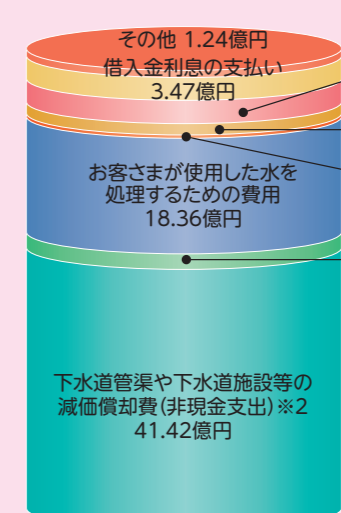 その他 1.24億円
借入金利息の支払い
3.47億円
お客さまが使用した水を
処理するための費用
18.36億円
下水道管渠や下水道施設等の
減価償却費(非現金支出)※2
41.42億円